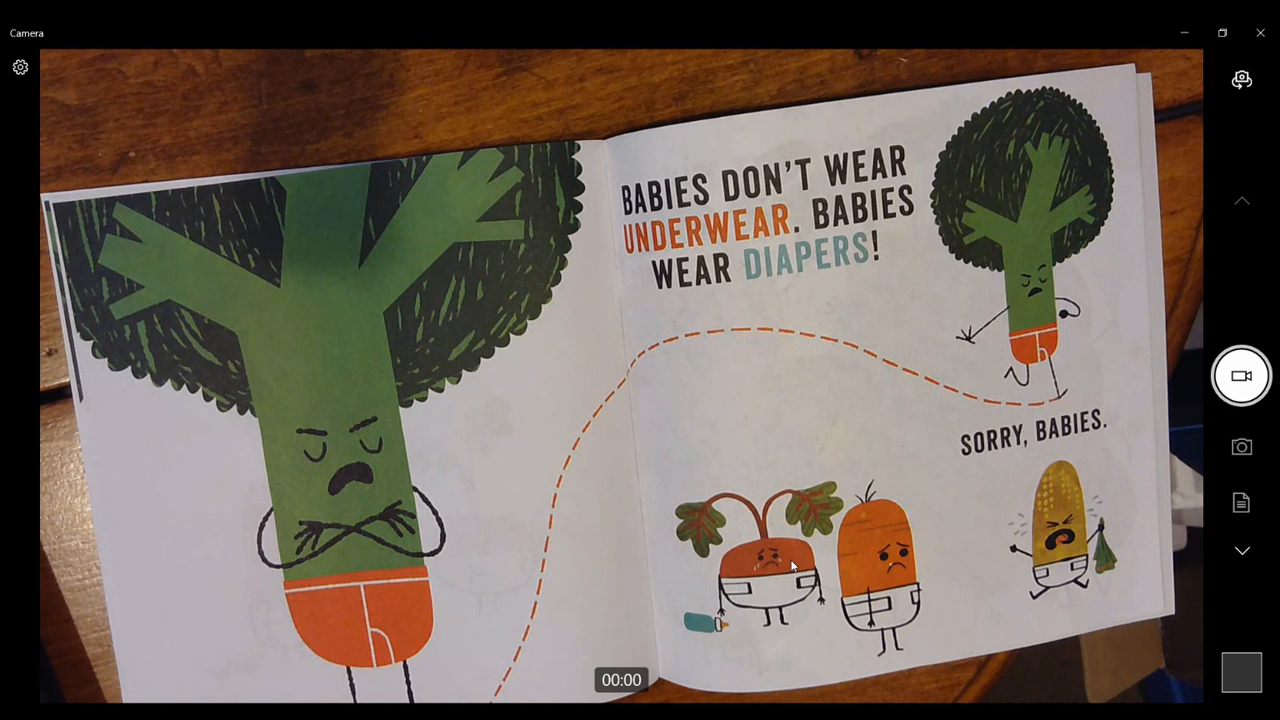 Camera
BABIES DON'T WEAR
UNDERWEAR. BABIES
WEAR DIAPERS!
SORRY, BABIES.
00:00